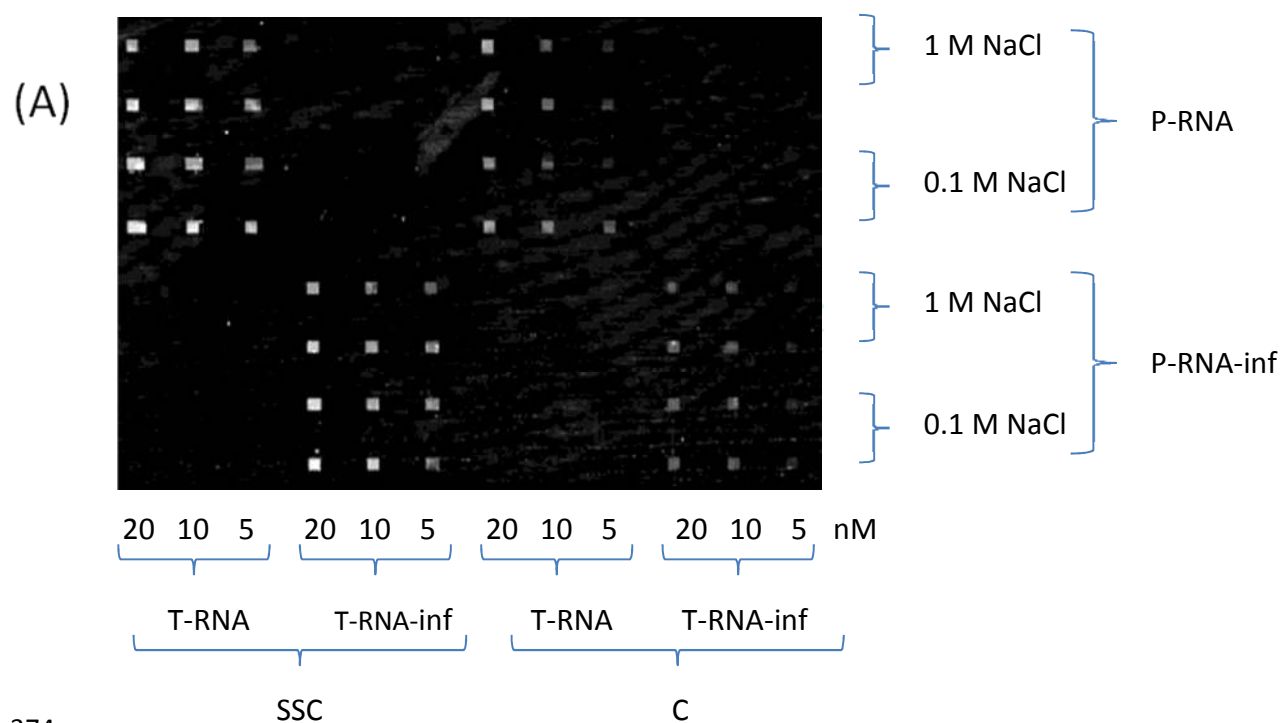 1 M NaCl
(A)
P-RNA
0.1 M NaCl
1 M NaCl
P-RNA-inf
0.1 M NaCl
20 10 5 20 10 5 20 10 5 20 10 5 nM
T-RNA T-RNA-inf T-RNA T-RNA-inf
SSC C